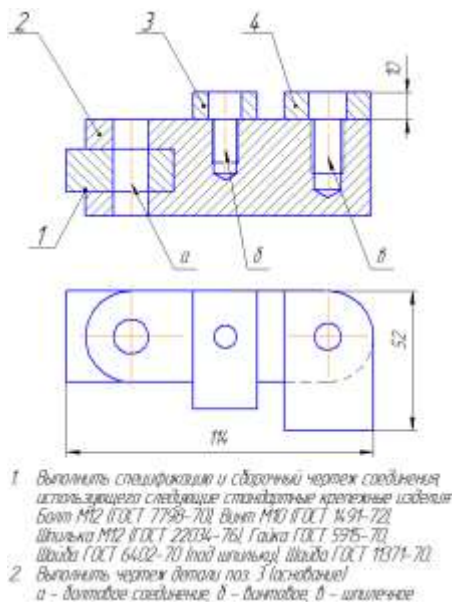 2
3
4
10
1
а
б
в
52
114
1 Выполнить спецификацию и сборочный чертеж соединения,
использующего следующие стандартные крепежные изделия
Болт М12 (ГОСТ 7798-70), Винт М10 (ГОСТ 1491-72),
Шпилька М12 (ГОСТ 22034-76), Гайка ГОСТ 5915-70,
Шайба ГОСТ 6402-70 (под шпильку), Шайба ГОСТ 11371-70.
2 Выполнить чертеж детали поз. 3 (основание)
а - болтовое соединение, б - винтовое, в - шпилечное